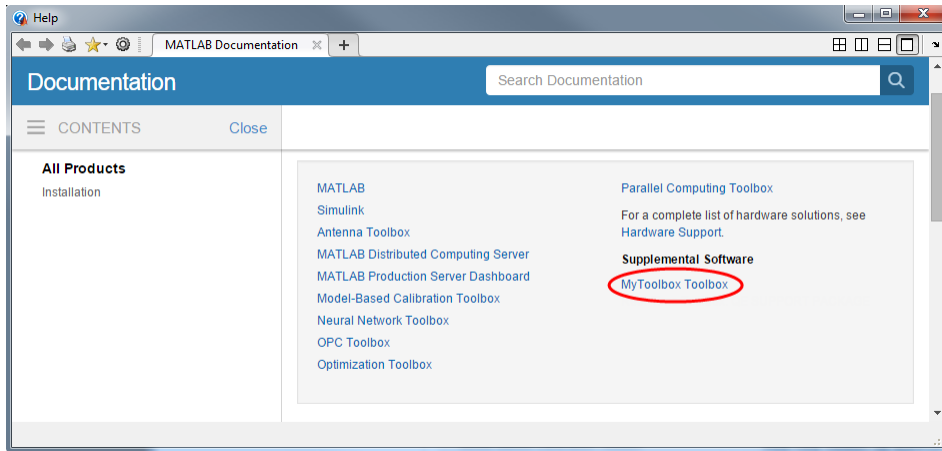 Help
MATLAB Documentation
Documentation
Search Documentation
CONTENTS
Close
All Products
Installation
MATLAB
Simulink
Antenna Toolbox
MATLAB Distributed Computing Server
MATLAB Production Server Dashboard
Model-Based Calibration Toolbox
Neural Network Toolbox
OPC Toolbox
Optimization Toolbox
Parallel Computing Toolbox
For a complete list of hardware solutions, see
Hardware Support.
Supplemental Software
MyToolbox Toolbox